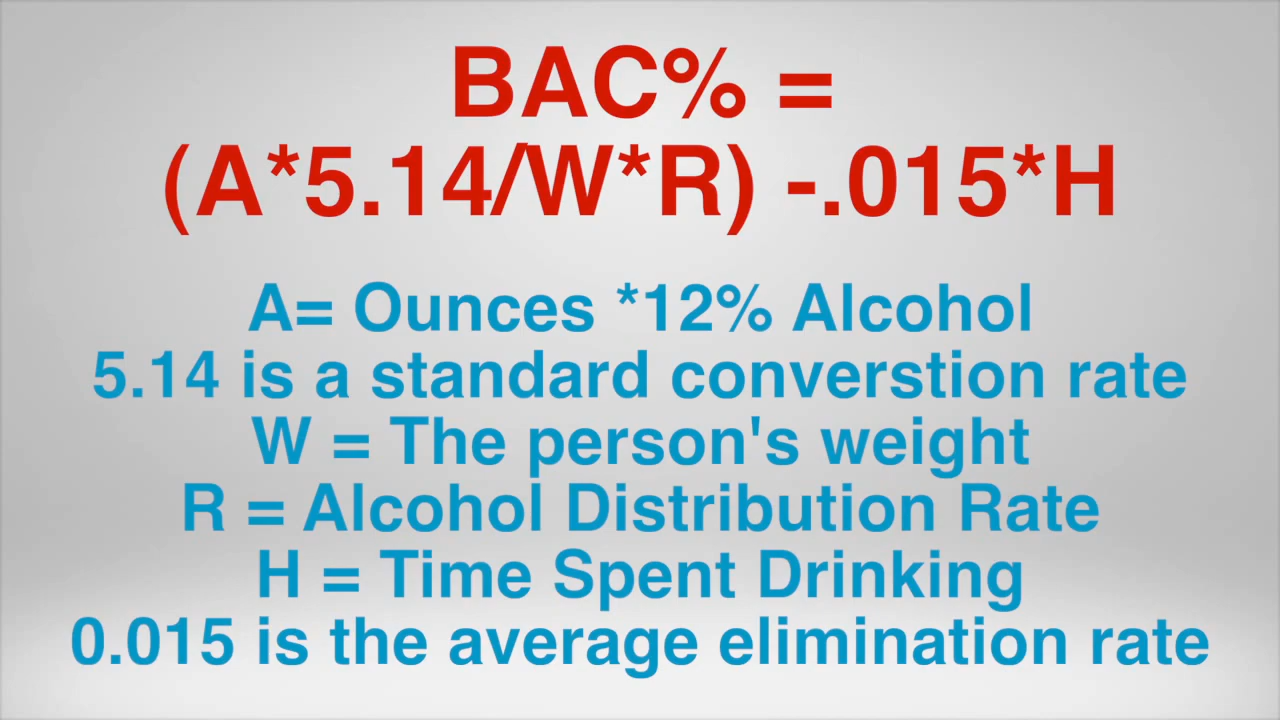 BAC% =
(A*5.14/W*R) -.015*H
A= Ounces *12% Alcohol
5.14 is a standard converstion rate
W = The person's weight
R = Alcohol Distribution Rate
H = Time Spent Drinking
0.015 is the average elimination rate